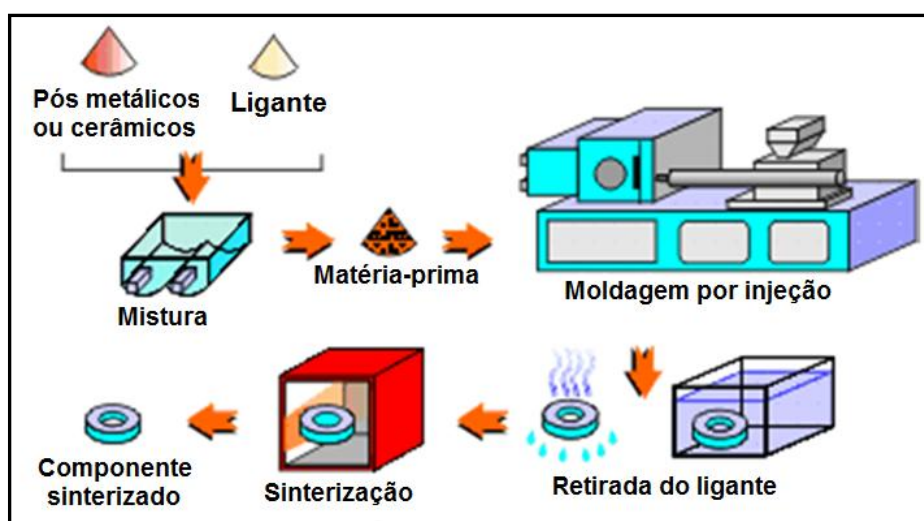 Pós metálicos
ou cerâmicos
Ligante
Mistura
Matéria-prima
Moldagem por injeção
Componente
sinterizado
Sinterização
Retirada do ligante